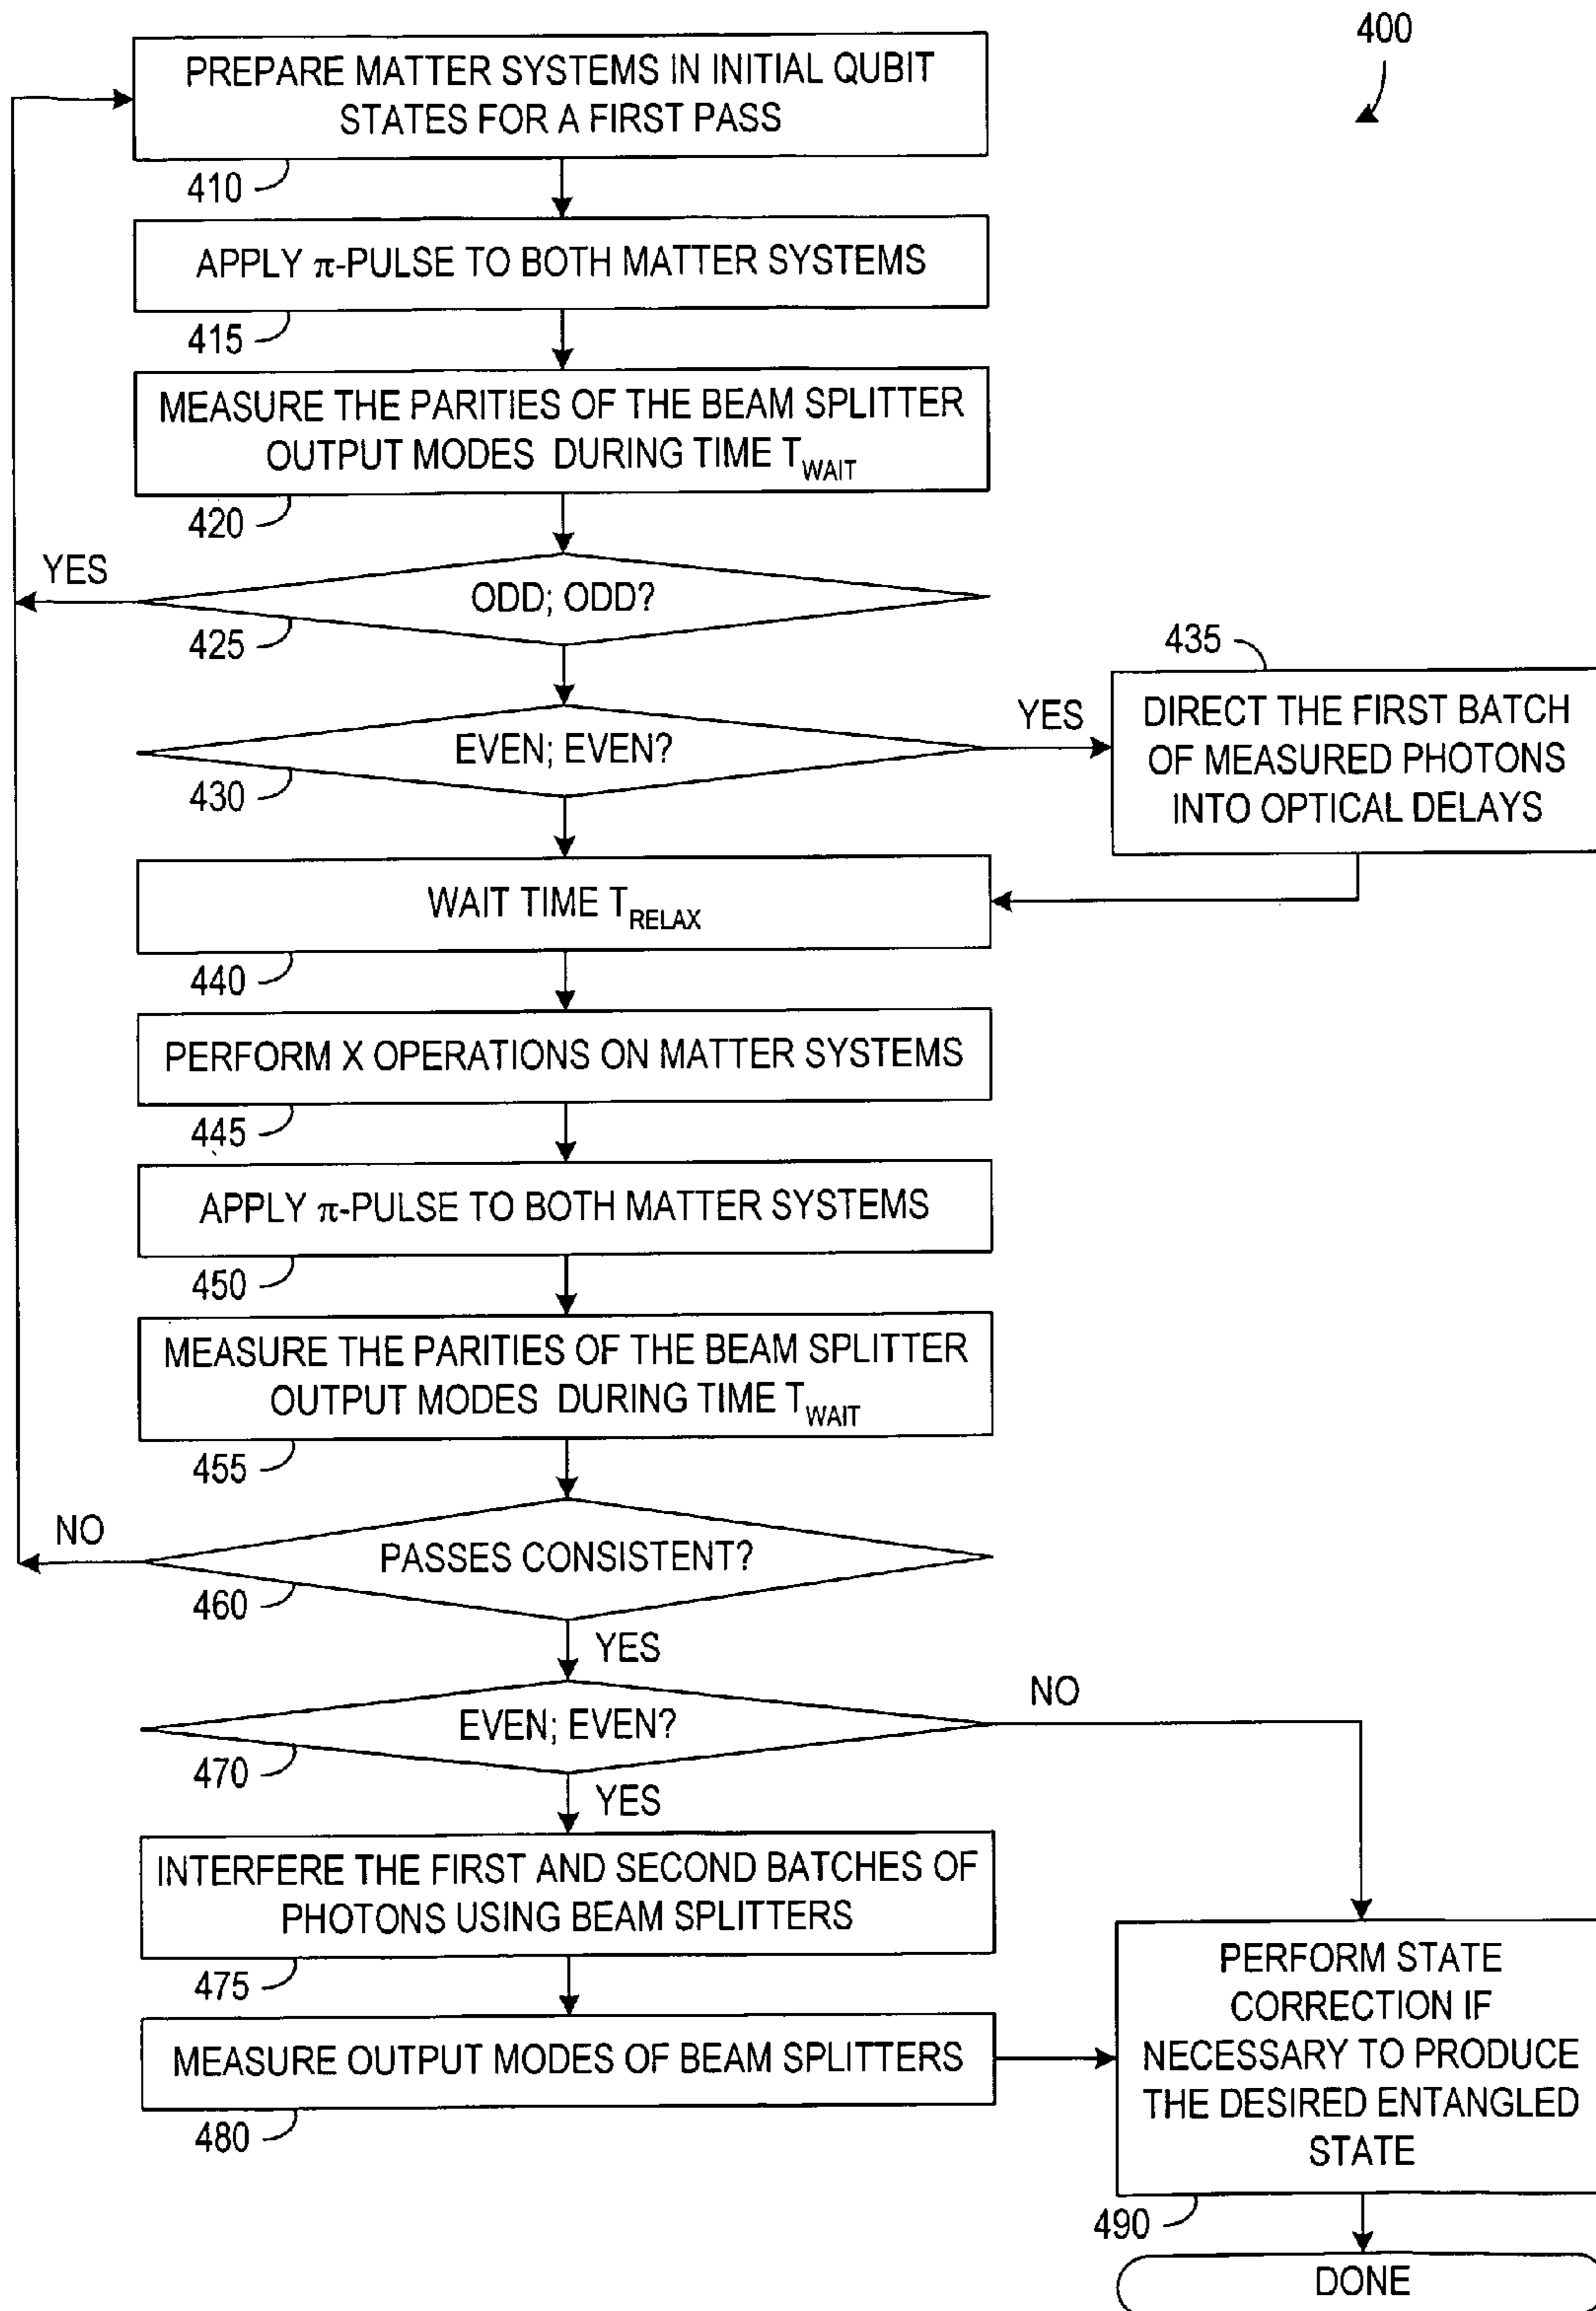 400
PREPARE MATTER SYSTEMS IN INITIAL QUBIT
STATES FOR A FIRST PASS
410
APPLY π-PULSE TO BOTH MATTER SYSTEMS
415
MEASURE THE PARITIES OF THE BEAM SPLITTER
OUTPUT MODES DURING TIME TWAIT
420
YES
ODD; ODD?
425
435
EVEN; EVEN?
YES
430
DIRECT THE FIRST BATCH
OF MEASURED PHOTONS
INTO OPTICAL DELAYS
WAIT TIME TRELAX
440
PERFORM X OPERATIONS ON MATTER SYSTEMS
445
APPLY π-PULSE TO BOTH MATTER SYSTEMS
450
MEASURE THE PARITIES OF THE BEAM SPLITTER
OUTPUT MODES DURING TIME TWAIT
455
NO
PASSES CONSISTENT?
460
YES
EVEN; EVEN?
NO
470
YES
INTERFERE THE FIRST AND SECOND BATCHES OF
PHOTONS USING BEAM SPLITTERS
475
MEASURE OUTPUT MODES OF BEAM SPLITTERS
480
PERFORM STATE
CORRECTION IF
NECESSARY TO PRODUCE
THE DESIRED ENTANGLED
STATE
490
DONE